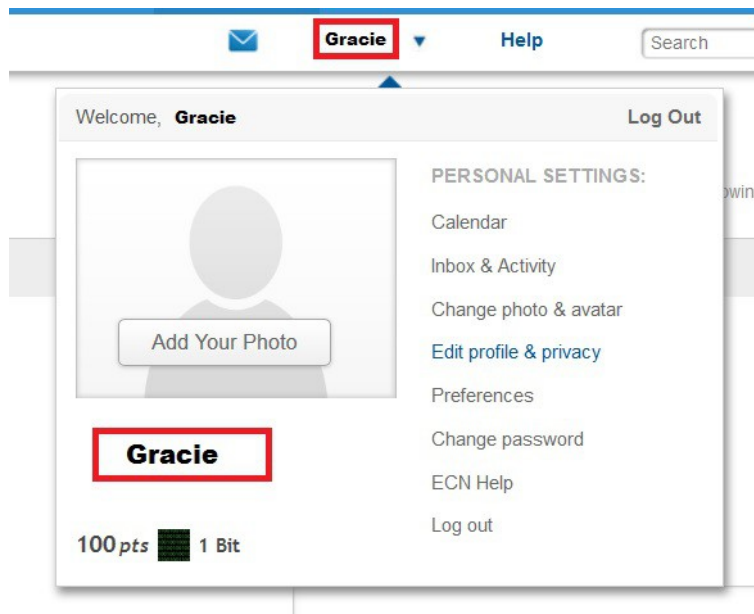 Gracie ▼ Help Search
Welcome, Gracie Log Out
PERSONAL SETTINGS:
Calendar
Inbox & Activity
Change photo & avatar
Add Your Photo
Edit profile & privacy
Preferences
Gracie
Change password
ECN Help
Log out
100 pts 1 Bit